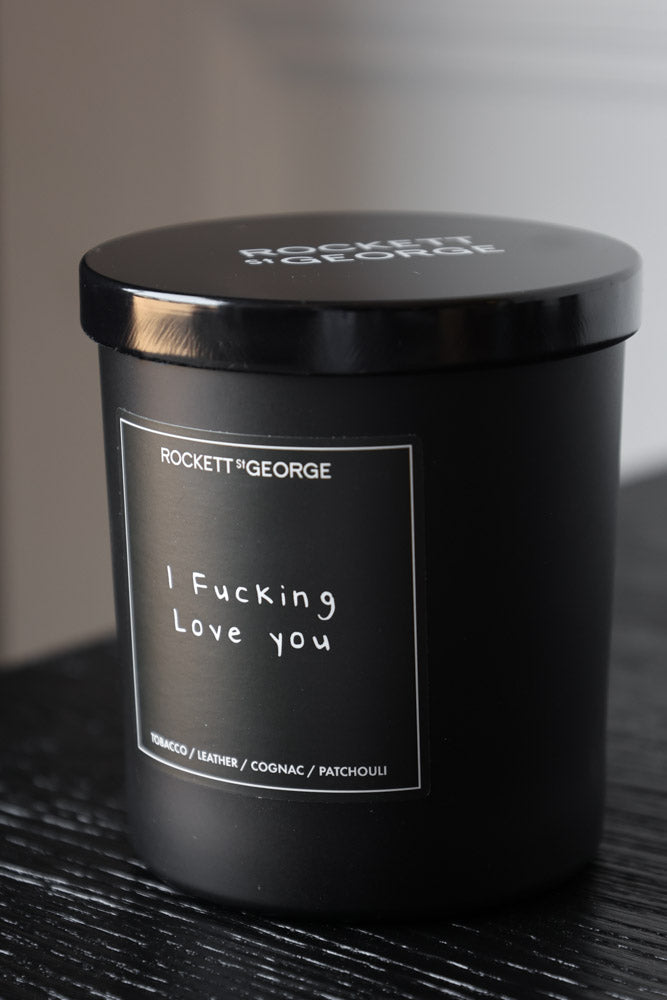 ROCKETT
St GEORGE
ROCKETT St GEORGE
I Fucking
Love you
TOBACCO / LEATHER / COGNAC / PATCHOULI